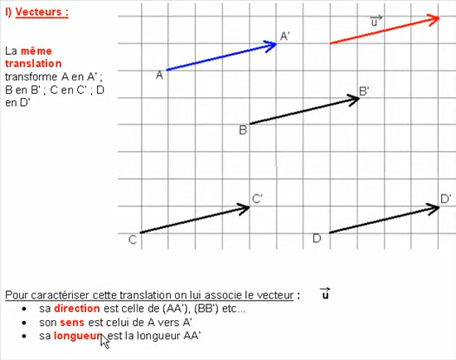 I) Vecteurs :
La même
translation
transforme A en A' ;
B en B' ; C en C' ; D
en D'
u
A'
A
B'
B
C'
D'
C
D
Pour caractériser cette translation on lui associe le vecteur : u
• sa direction est celle de (AA'), (BB') etc...
• son sens est celui de A vers A'
• sa longueur est la longueur AA'